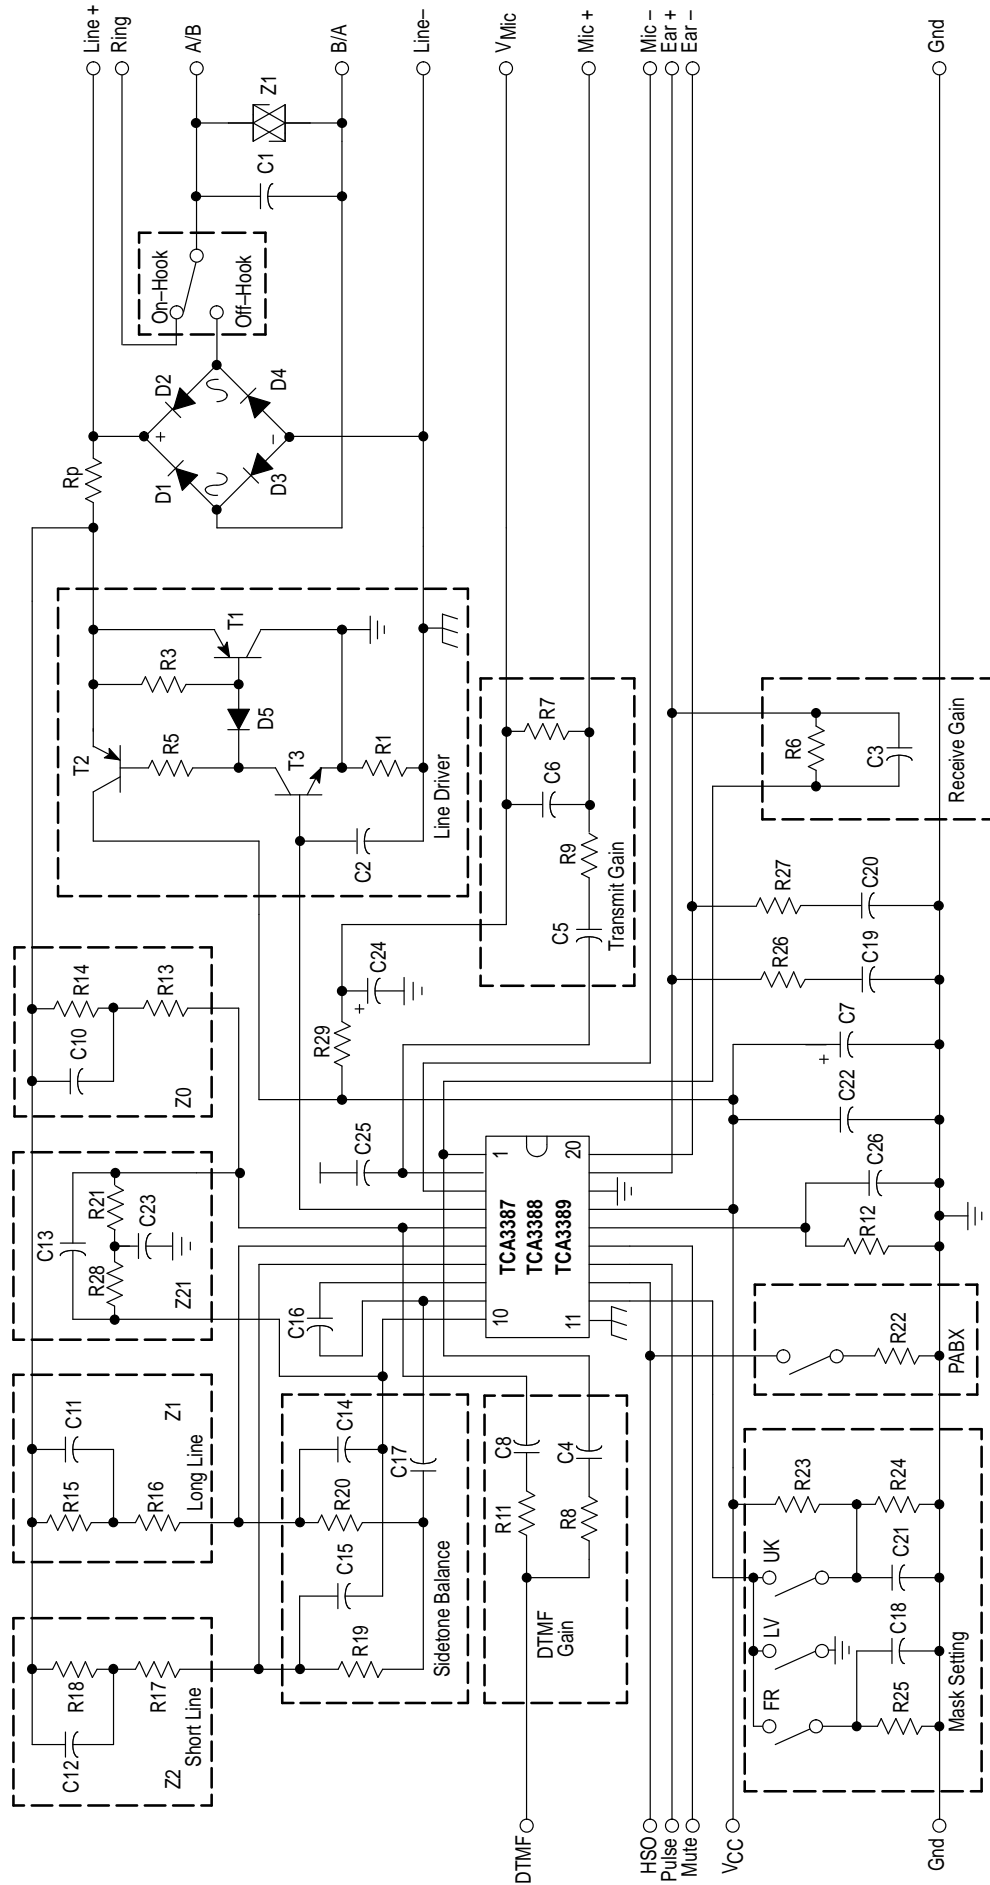 C12
R18
R17
Z2
Short Line
R15
C11
R16
Z1
Long Line
C13
R28
R21
C23
Z21
C10
R14
R13
Z0
T2
R5
R3
D5
T1
T3
C2
R1
Line Driver
Rp
D1
D2
D3
D4
+
–
On–Hook
Off–Hook
C1
Z1
Line +
Ring
A/B
B/A
Line–
R19
C15
R20
C14
C17
Sidetone Balance
C16
C25
R29
+
C24
DTMF
R11
C8
R8
C4
DTMF
Gain
10
1
TCA3387
TCA3388
TCA3389
11
20
C5
R9
C6
R7
Transmit Gain
VMic
Mic +
Mic –
Ear +
Ear –
HSO
Pulse
Mute
VCC
Gnd
FR
LV
UK
R25
C18
C21
R23
R24
Mask Setting
R22
PABX
R12
C26
C22
+
C7
R26
C19
R27
C20
R6
C3
Receive Gain
Gnd